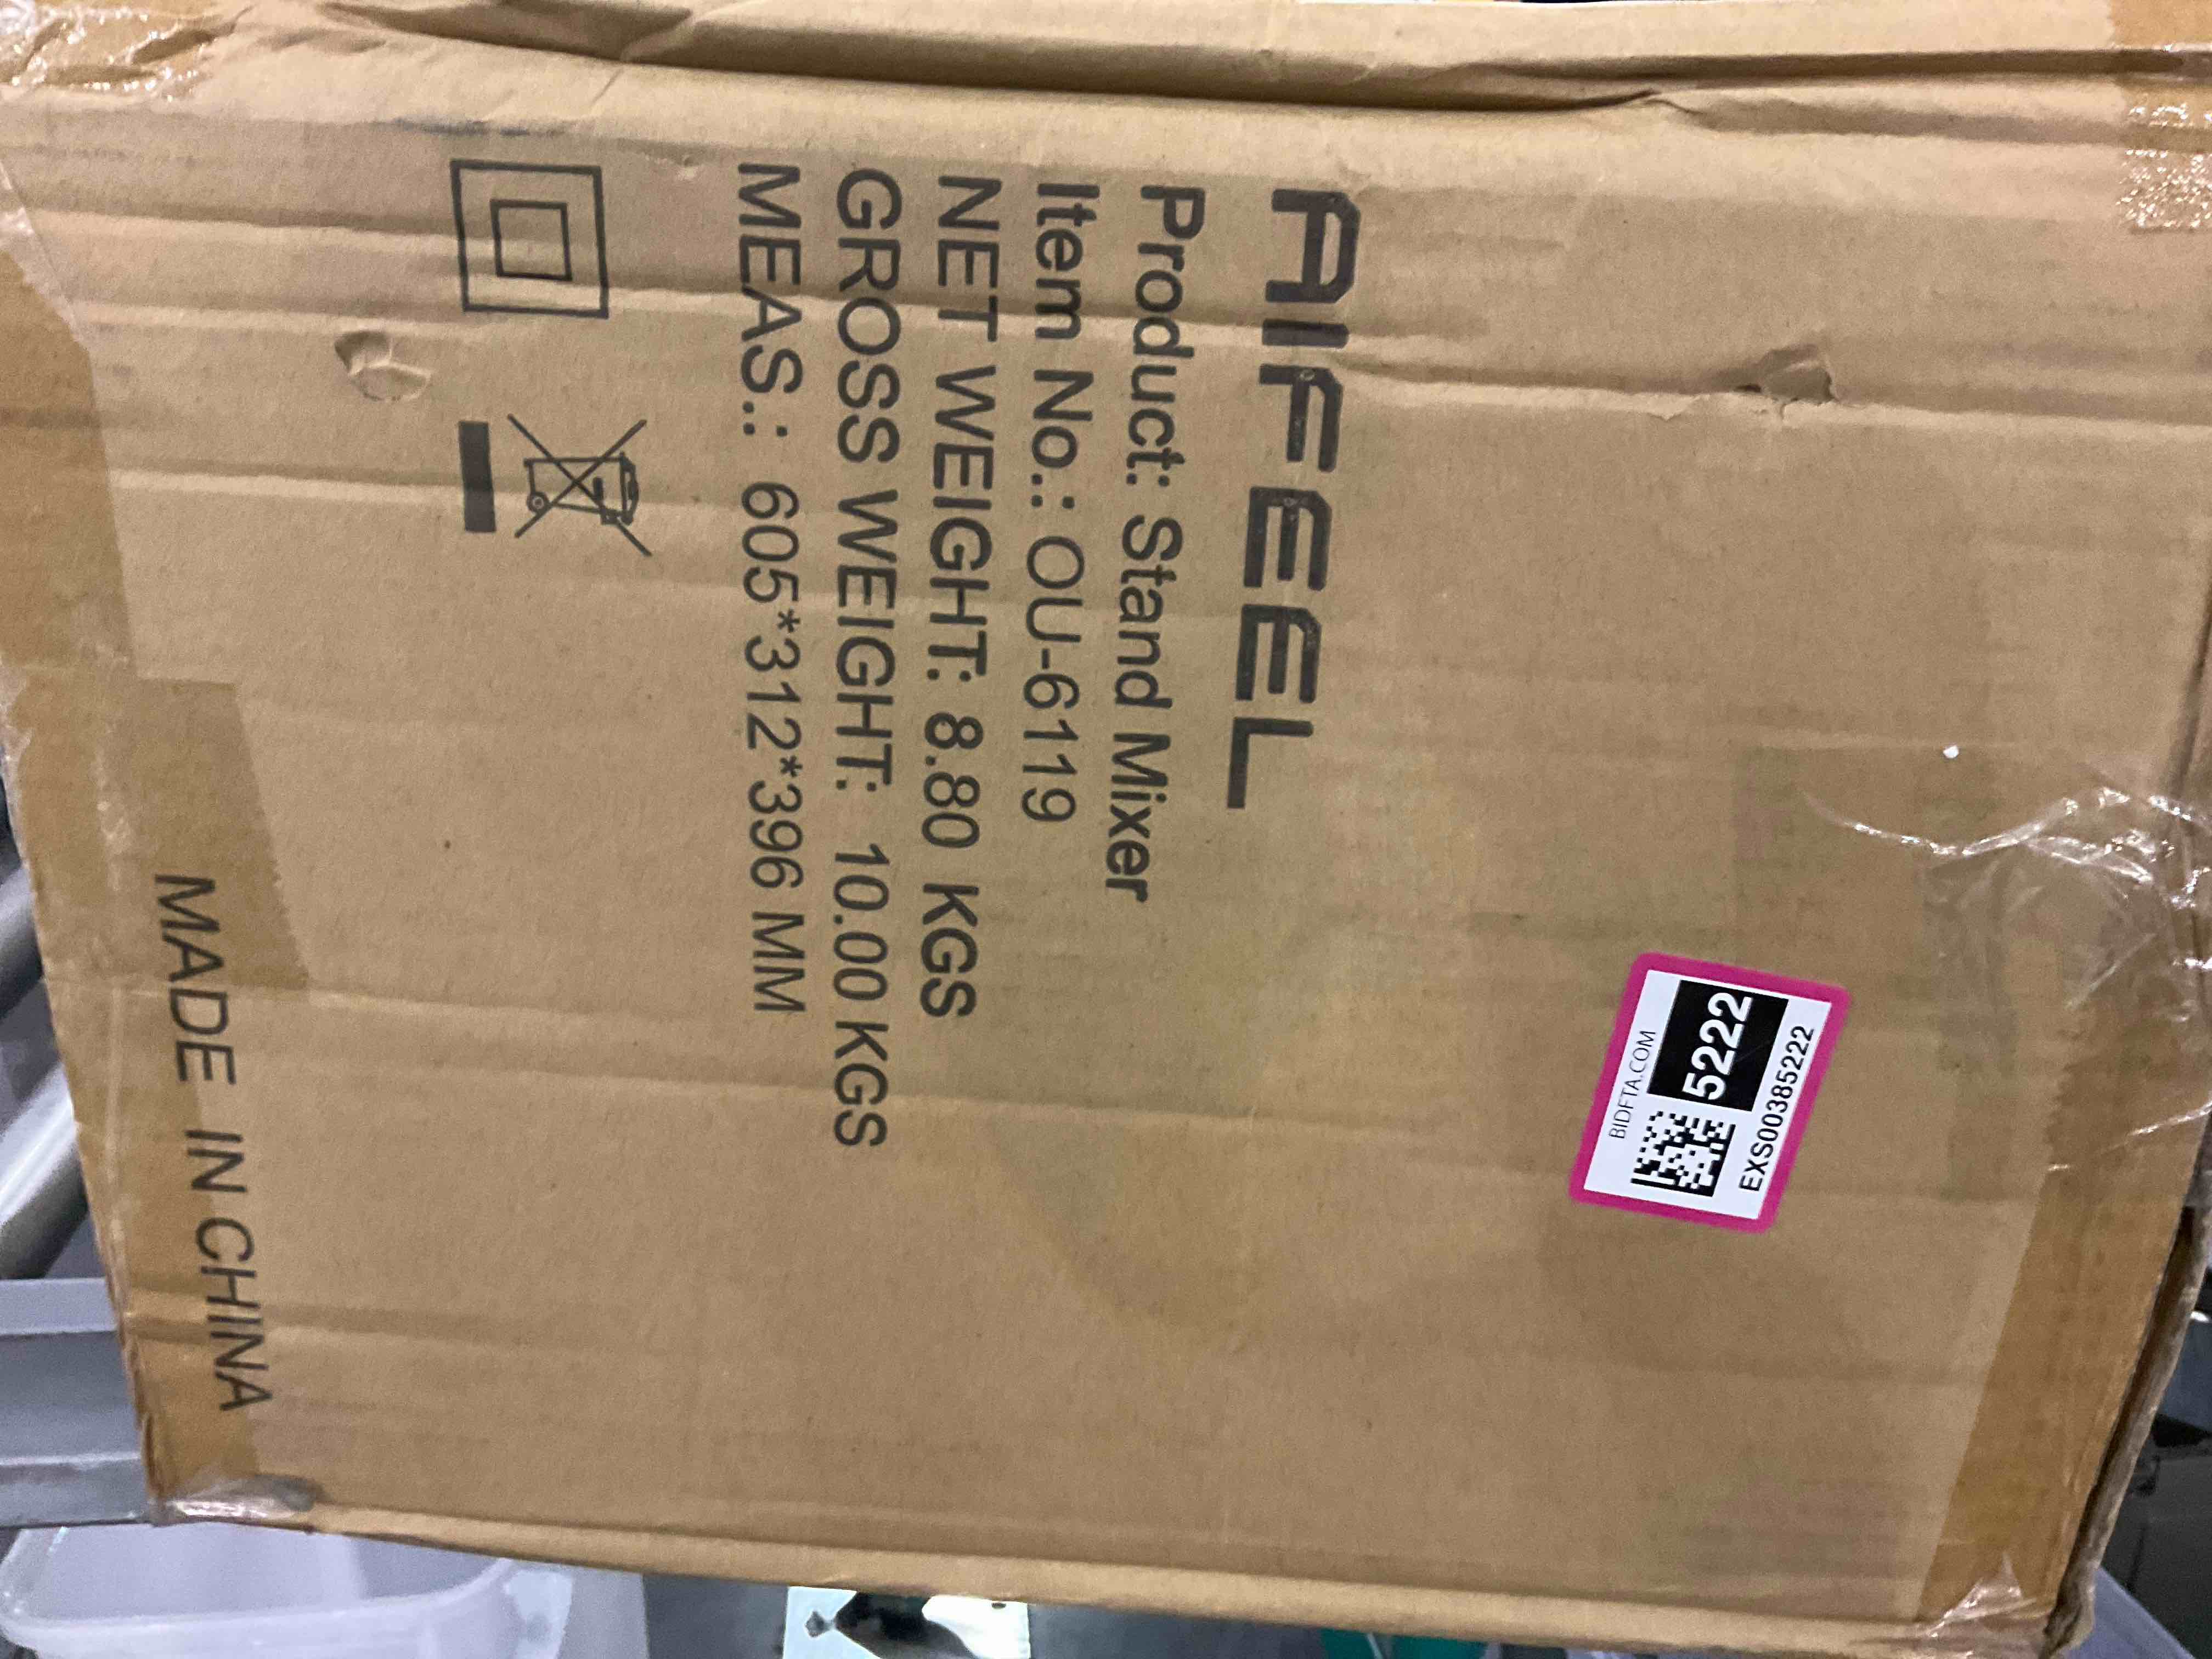 AIFEEL
Product: Stand Mixer
Item No.: OU-6119
NET WEIGHT: 8.80 KGS
GROSS WEIGHT: 10.00 KGS
MEAS.: 605*312*396 MM
MADE IN CHINA
BIDFTA.COM
5222
EXS00385222